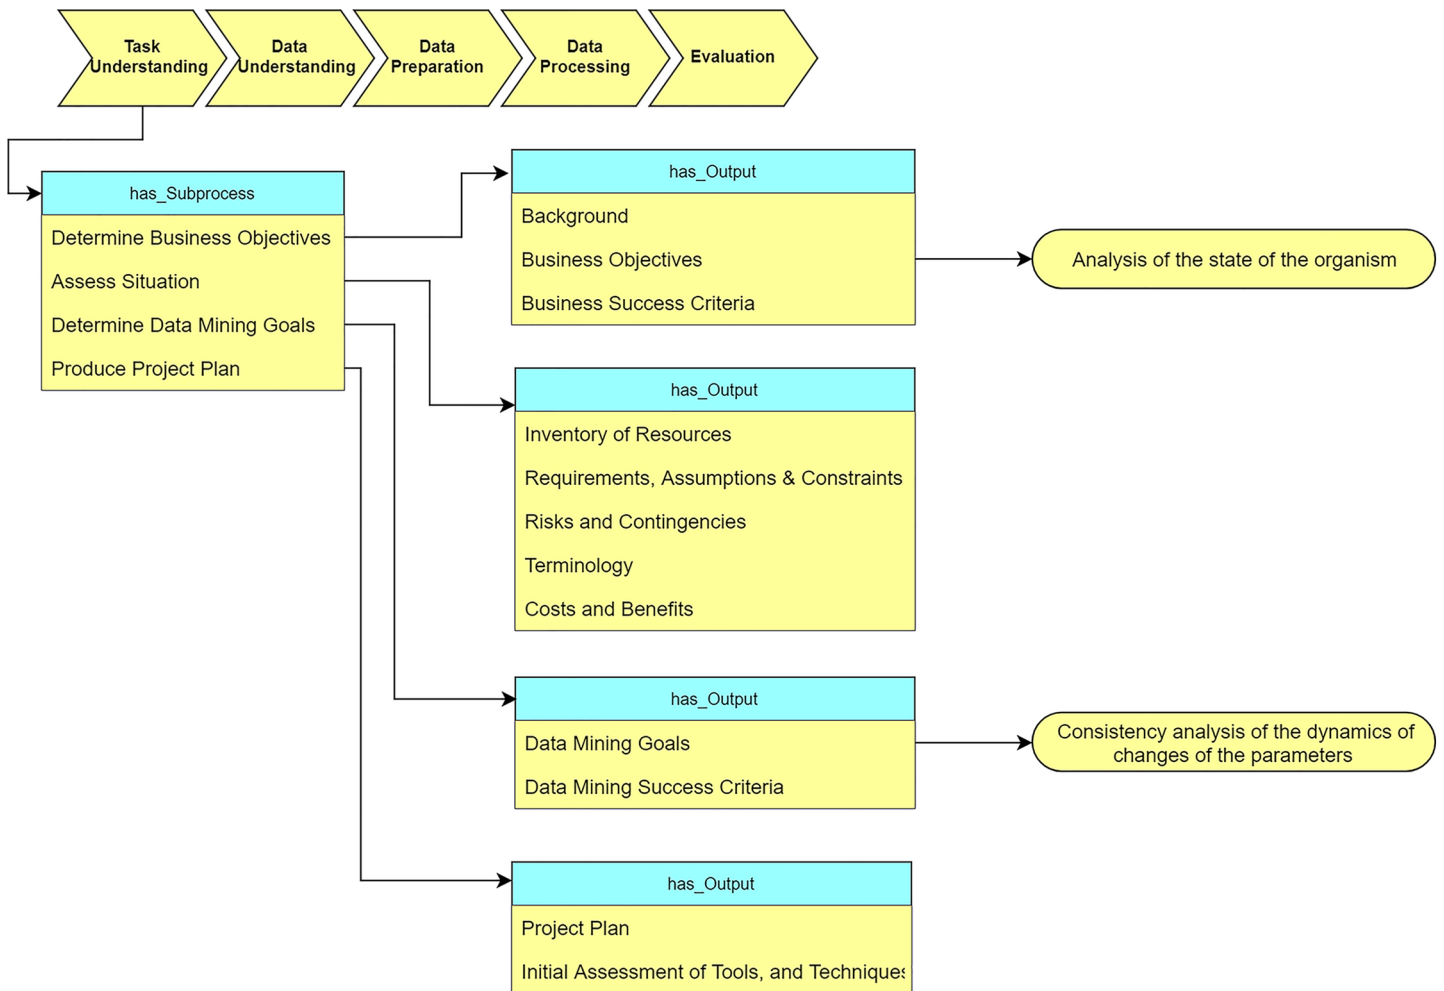 Task
Understanding
Data
Understanding
Data
Preparation
Data
Processing
Evaluation
has_Subprocess
Determine Business Objectives
Assess Situation
Determine Data Mining Goals
Produce Project Plan
has_Output
Background
Business Objectives
Business Success Criteria
Analysis of the state of the organism
has_Output
Inventory of Resources
Requirements, Assumptions & Constraints
Risks and Contingencies
Terminology
Costs and Benefits
has_Output
Data Mining Goals
Data Mining Success Criteria
Consistency analysis of the dynamics of
changes of the parameters
has_Output
Project Plan
Initial Assessment of Tools, and Techniques